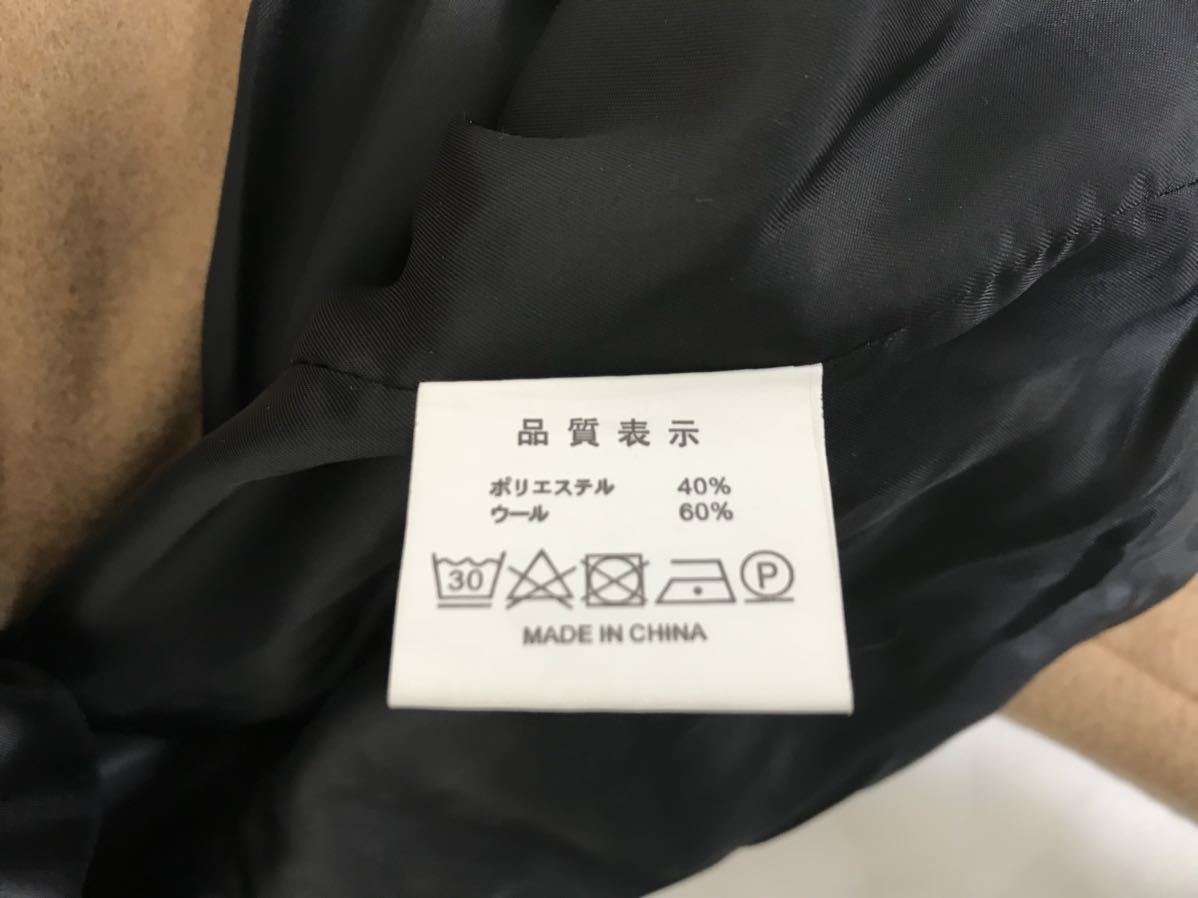 品質表示
ポリエステル 40%
ウール 60%
30 P
MADE IN CHINA